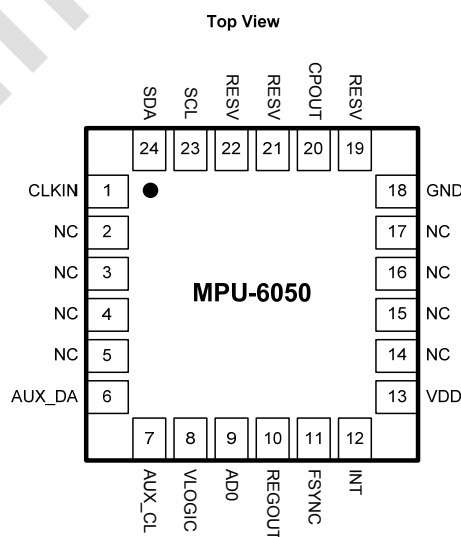 Top View
SDA
SCL
RESV
RESV
CPOUT
RESV
24
23
22
21
20
19
CLKIN 1
18 GND
NC 2
17 NC
NC 3
16 NC
MPU-6050
NC 4
15 NC
NC 5
14 NC
AUX_DA 6
13 VDD
7
8
9
10
11
12
AUX_CL
VLOGIC
AD0
REGOUT
FSYNC
INT